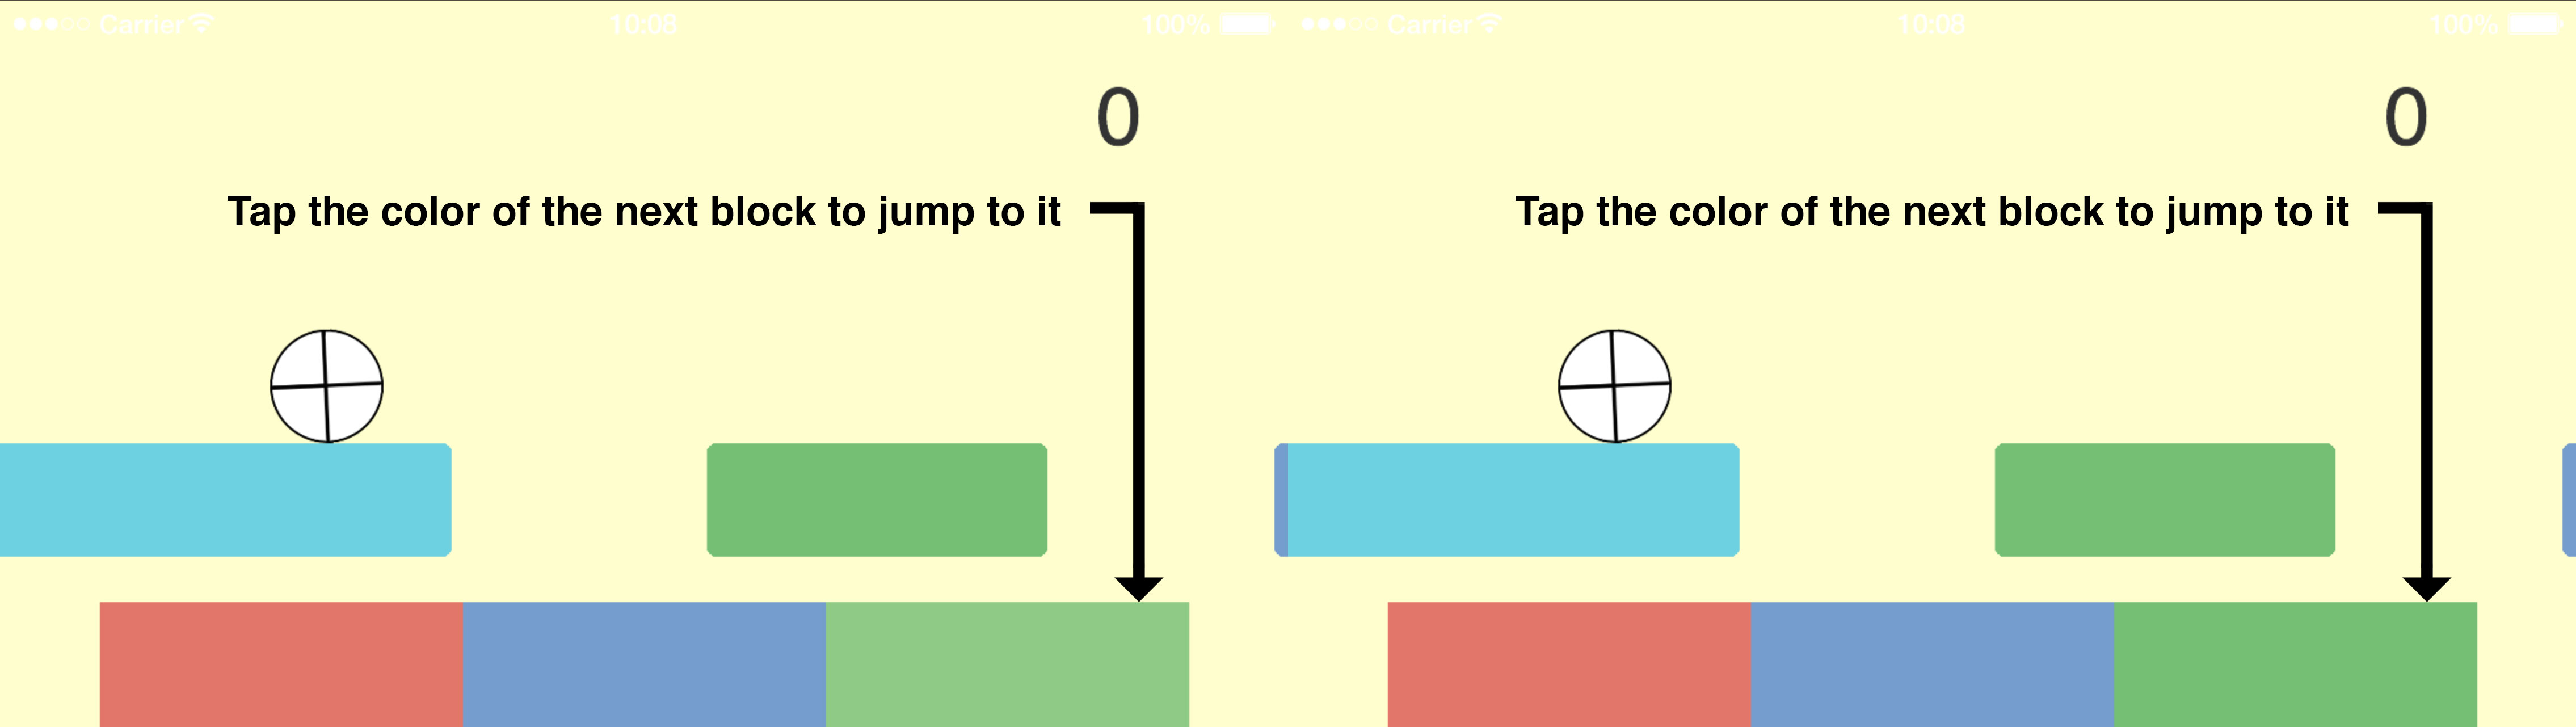 Carrier 10:08 100%
0
Tap the color of the next block to jump to it
Carrier 10:08 100%
0
Tap the color of the next block to jump to it